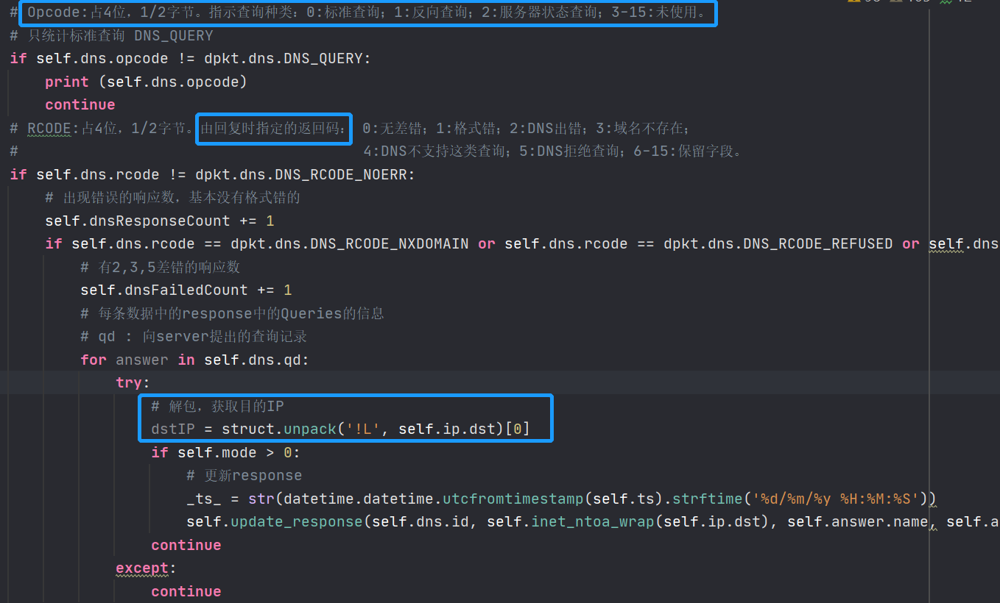 # Opcode:占4位，1/2字节。指示查询种类：0:标准查询；1:反向查询；2:服务器状态查询；3-15:未使用。
# 只统计标准查询 DNS_QUERY
if self.dns.opcode != dpkt.dns.DNS_QUERY:
print (self.dns.opcode)
continue
# RCODE:占4位，1/2字节。由回复时指定的返回码： 0:无差错；1:格式错；2:DNS出错；3:域名不存在；
# 4:DNS不支持这类查询；5:DNS拒绝查询；6-15:保留字段。
if self.dns.rcode != dpkt.dns.DNS_RCODE_NOERR:
# 出现错误的响应数，基本没有格式错的
self.dnsResponseCount += 1
if self.dns.rcode == dpkt.dns.DNS_RCODE_NXDOMAIN or self.dns.rcode == dpkt.dns.DNS_RCODE_REFUSED or self.dns
# 有2,3,5差错的响应数
self.dnsFailedCount += 1
# 每条数据中的response中的Queries的信息
# qd : 向server提出的查询记录
for answer in self.dns.qd:
try:
# 解包，获取目的IP
dstIP = struct.unpack('!L', self.ip.dst)[0]
if self.mode > 0:
# 更新response
_ts_ = str(datetime.datetime.utcfromtimestamp(self.ts).strftime('%d/%m/%y %H:%M:%S'))
self.update_response(self.dns.id, self.inet_ntoa_wrap(self.ip.dst), self.answer.name, self.a
continue
except:
continue